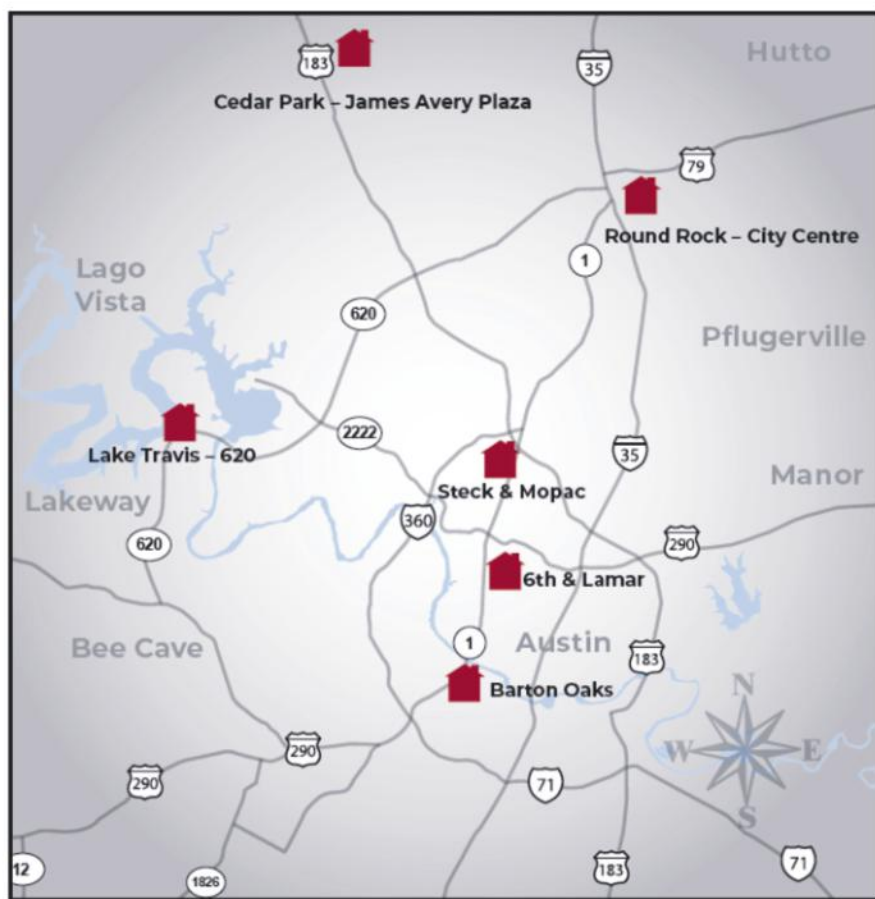 Hutto
183
35
Cedar Park – James Avery Plaza
79
Round Rock – City Centre
1
Lago
Vista
620
Pflugerville
2222
Lake Travis – 620
35
Steck & Mopac
Manor
Lakeway
360
620
290
6th & Lamar
Bee Cave
1
Austin
183
Barton Oaks
N
W
E
S
290
290
71
12
1826
183
71